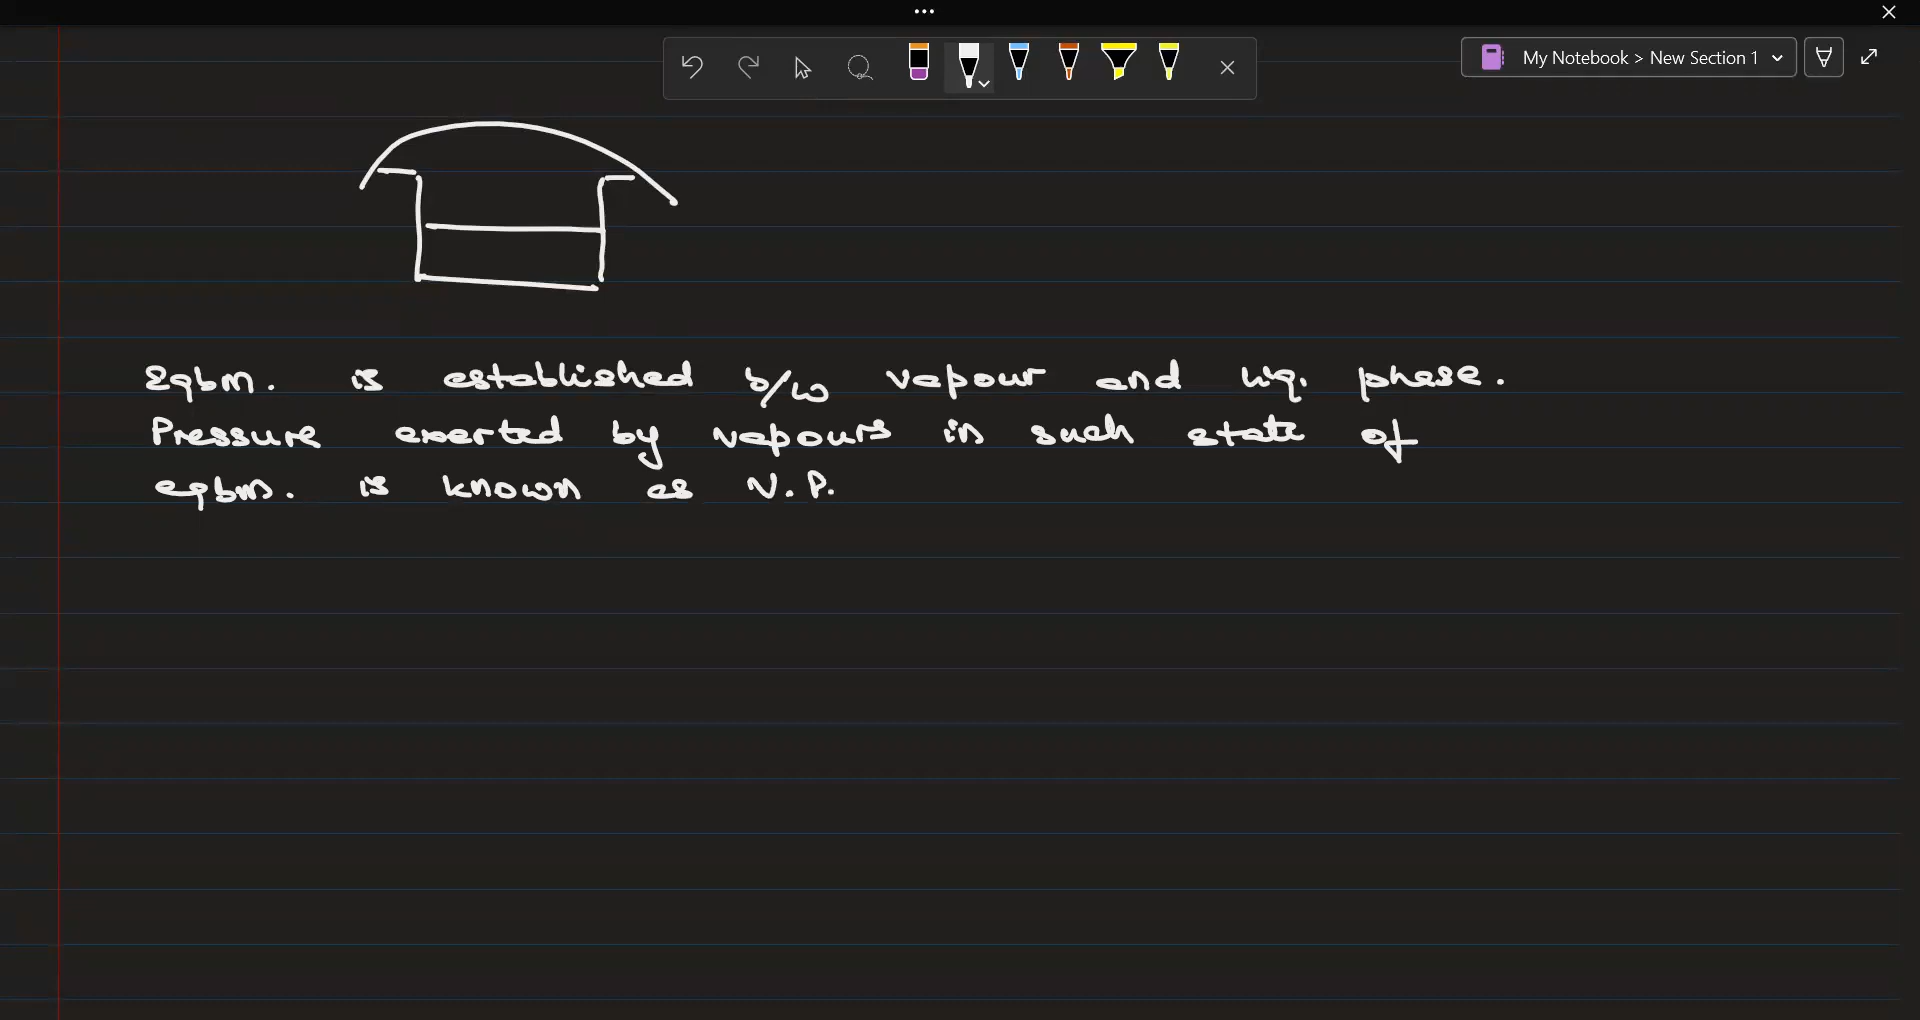 My Notebook > New Section 1
Eqbm. is established b/w vapour and liq. phase.
Pressure exerted by vapours in such state of
eqbm. is known as V.P.